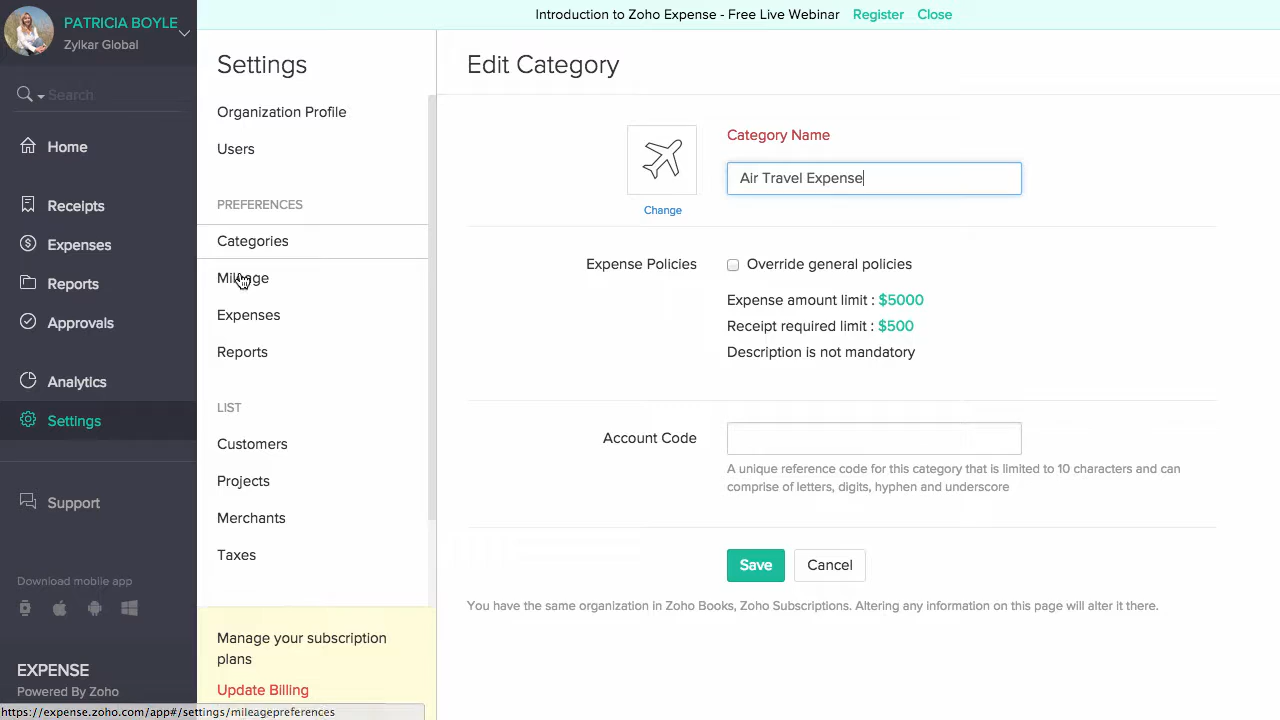 Introduction to Zoho Expense - Free Live Webinar Register Close
PATRICIA BOYLE
Zylkar Global
Search
Home
Receipts
Expenses
Reports
Approvals
Analytics
Settings
Support
Download mobile app
EXPENSE
Powered By Zoho
Settings
Organization Profile
Users
PREFERENCES
Categories
Mileage
Expenses
Reports
LIST
Customers
Projects
Merchants
Taxes
Manage your subscription
plans
Update Billing
Edit Category
Change
Category Name
Air Travel Expense
Expense Policies
Override general policies
Expense amount limit : $5000
Receipt required limit : $500
Description is not mandatory
Account Code
A unique reference code for this category that is limited to 10 characters and can
comprise of letters, digits, hyphen and underscore
Save Cancel
You have the same organization in Zoho Books, Zoho Subscriptions. Altering any information on this page will alter it there.
https://expense.zoho.com/app#/settings/mileagepreferences